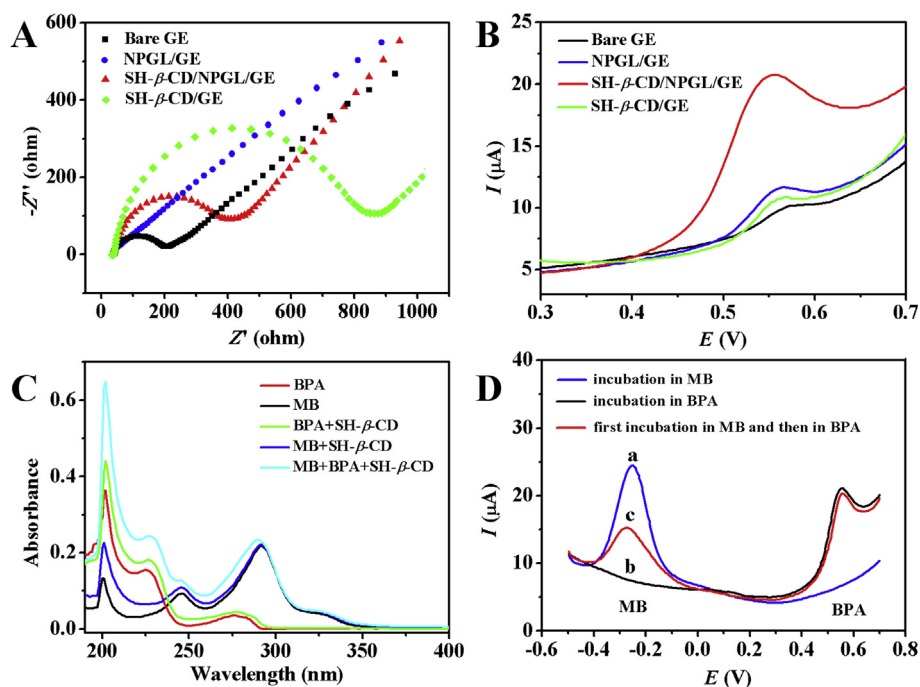 A
600
400
200
0
-Z'' (ohm)
Bare GE
NPGL/GE
SH-β-CD/NPGL/GE
SH-β-CD/GE
0 200 400 600 800 1000
Z' (ohm)
B
25
20
15
10
5
I (μA)
Bare GE
NPGL/GE
SH-β-CD/NPGL/GE
SH-β-CD/GE
0.3 0.4 0.5 0.6 0.7
E (V)
C
0.6
0.4
0.2
0.0
Absorbance
BPA
MB
BPA+SH-β-CD
MB+SH-β-CD
MB+BPA+SH-β-CD
200 250 300 350 400
Wavelength (nm)
D
40
30
20
10
0
I (μA)
incubation in MB
incubation in BPA
first incubation in MB and then in BPA
a
c
b
MB
BPA
-0.6 -0.4 -0.2 0.0 0.2 0.4 0.6 0.8
E (V)